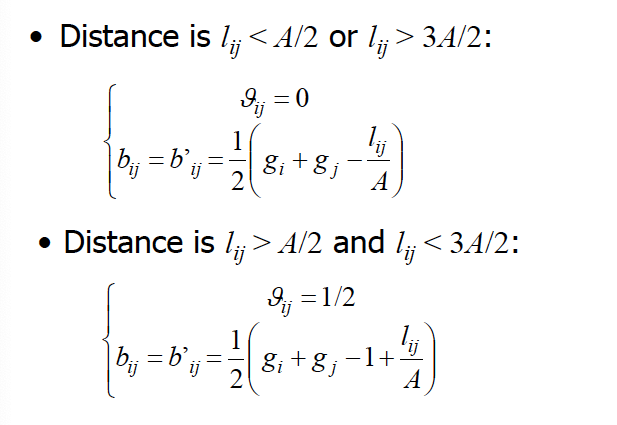 • Distance is l_ij < A/2 or l_ij > 3A/2:
ϑ_ij = 0
b_ij = b'_ij = 1/2 ( g_i + g_j − l_ij/A )
• Distance is l_ij > A/2 and l_ij < 3A/2:
ϑ_ij = 1/2
b_ij = b'_ij = 1/2 ( g_i + g_j − 1 + l_ij/A )